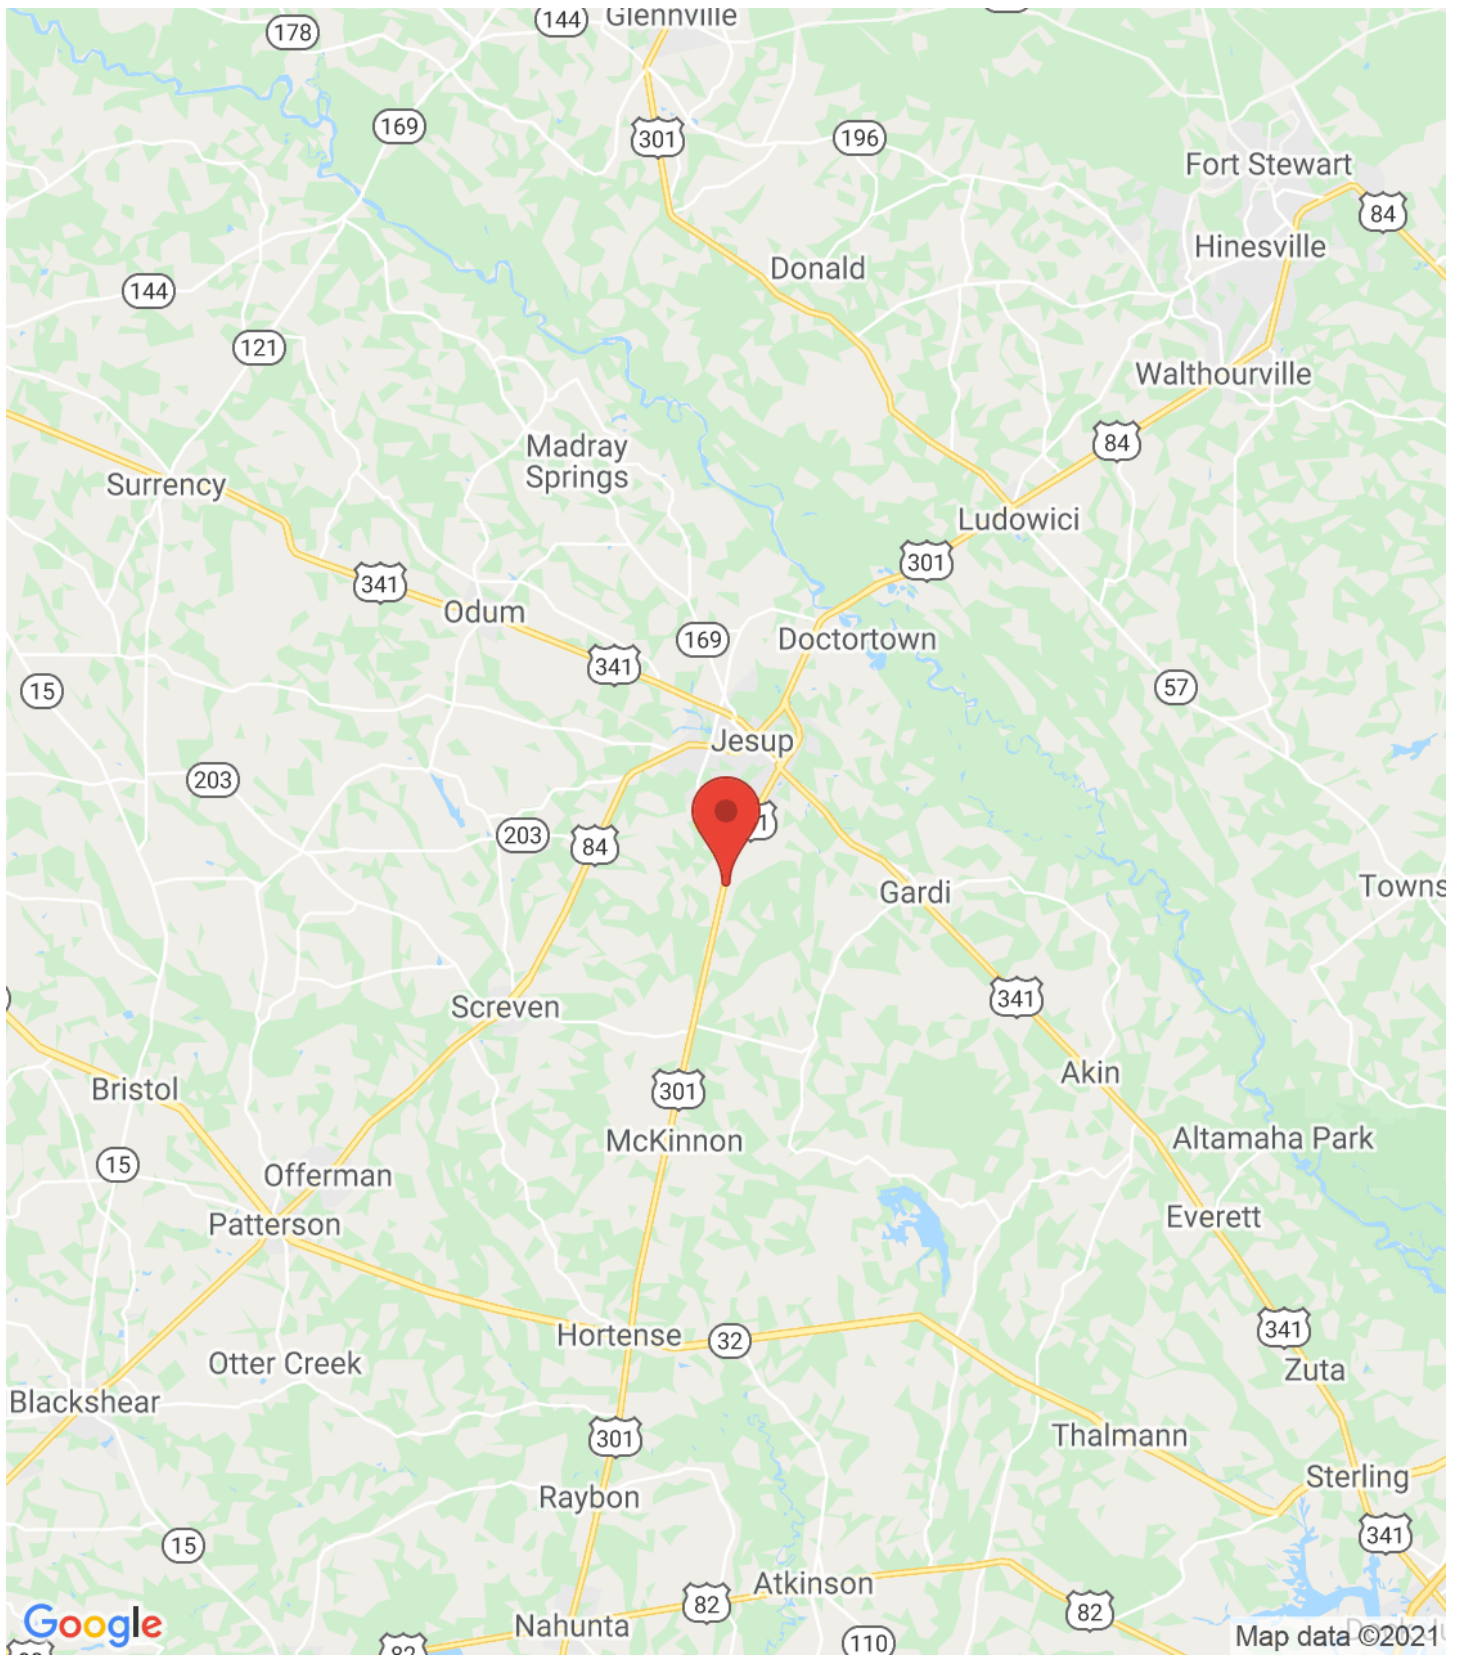 Glennville
144
178
169
301
196
Fort Stewart
84
Hinesville
Donald
144
121
Walthourville
84
Madray
Springs
Surrency
Ludowici
301
341
Odum
169
Doctortown
341
15
57
Jesup
203
203
84
1
Gardi
Towns
341
Screven
Akin
301
Bristol
McKinnon
Altamaha Park
15
Offerman
Everett
Patterson
341
Hortense
32
Otter Creek
Zuta
Blackshear
301
Thalmann
Sterling
Raybon
341
15
Atkinson
82
82
Nahunta
Google
110
82
Map data ©2021